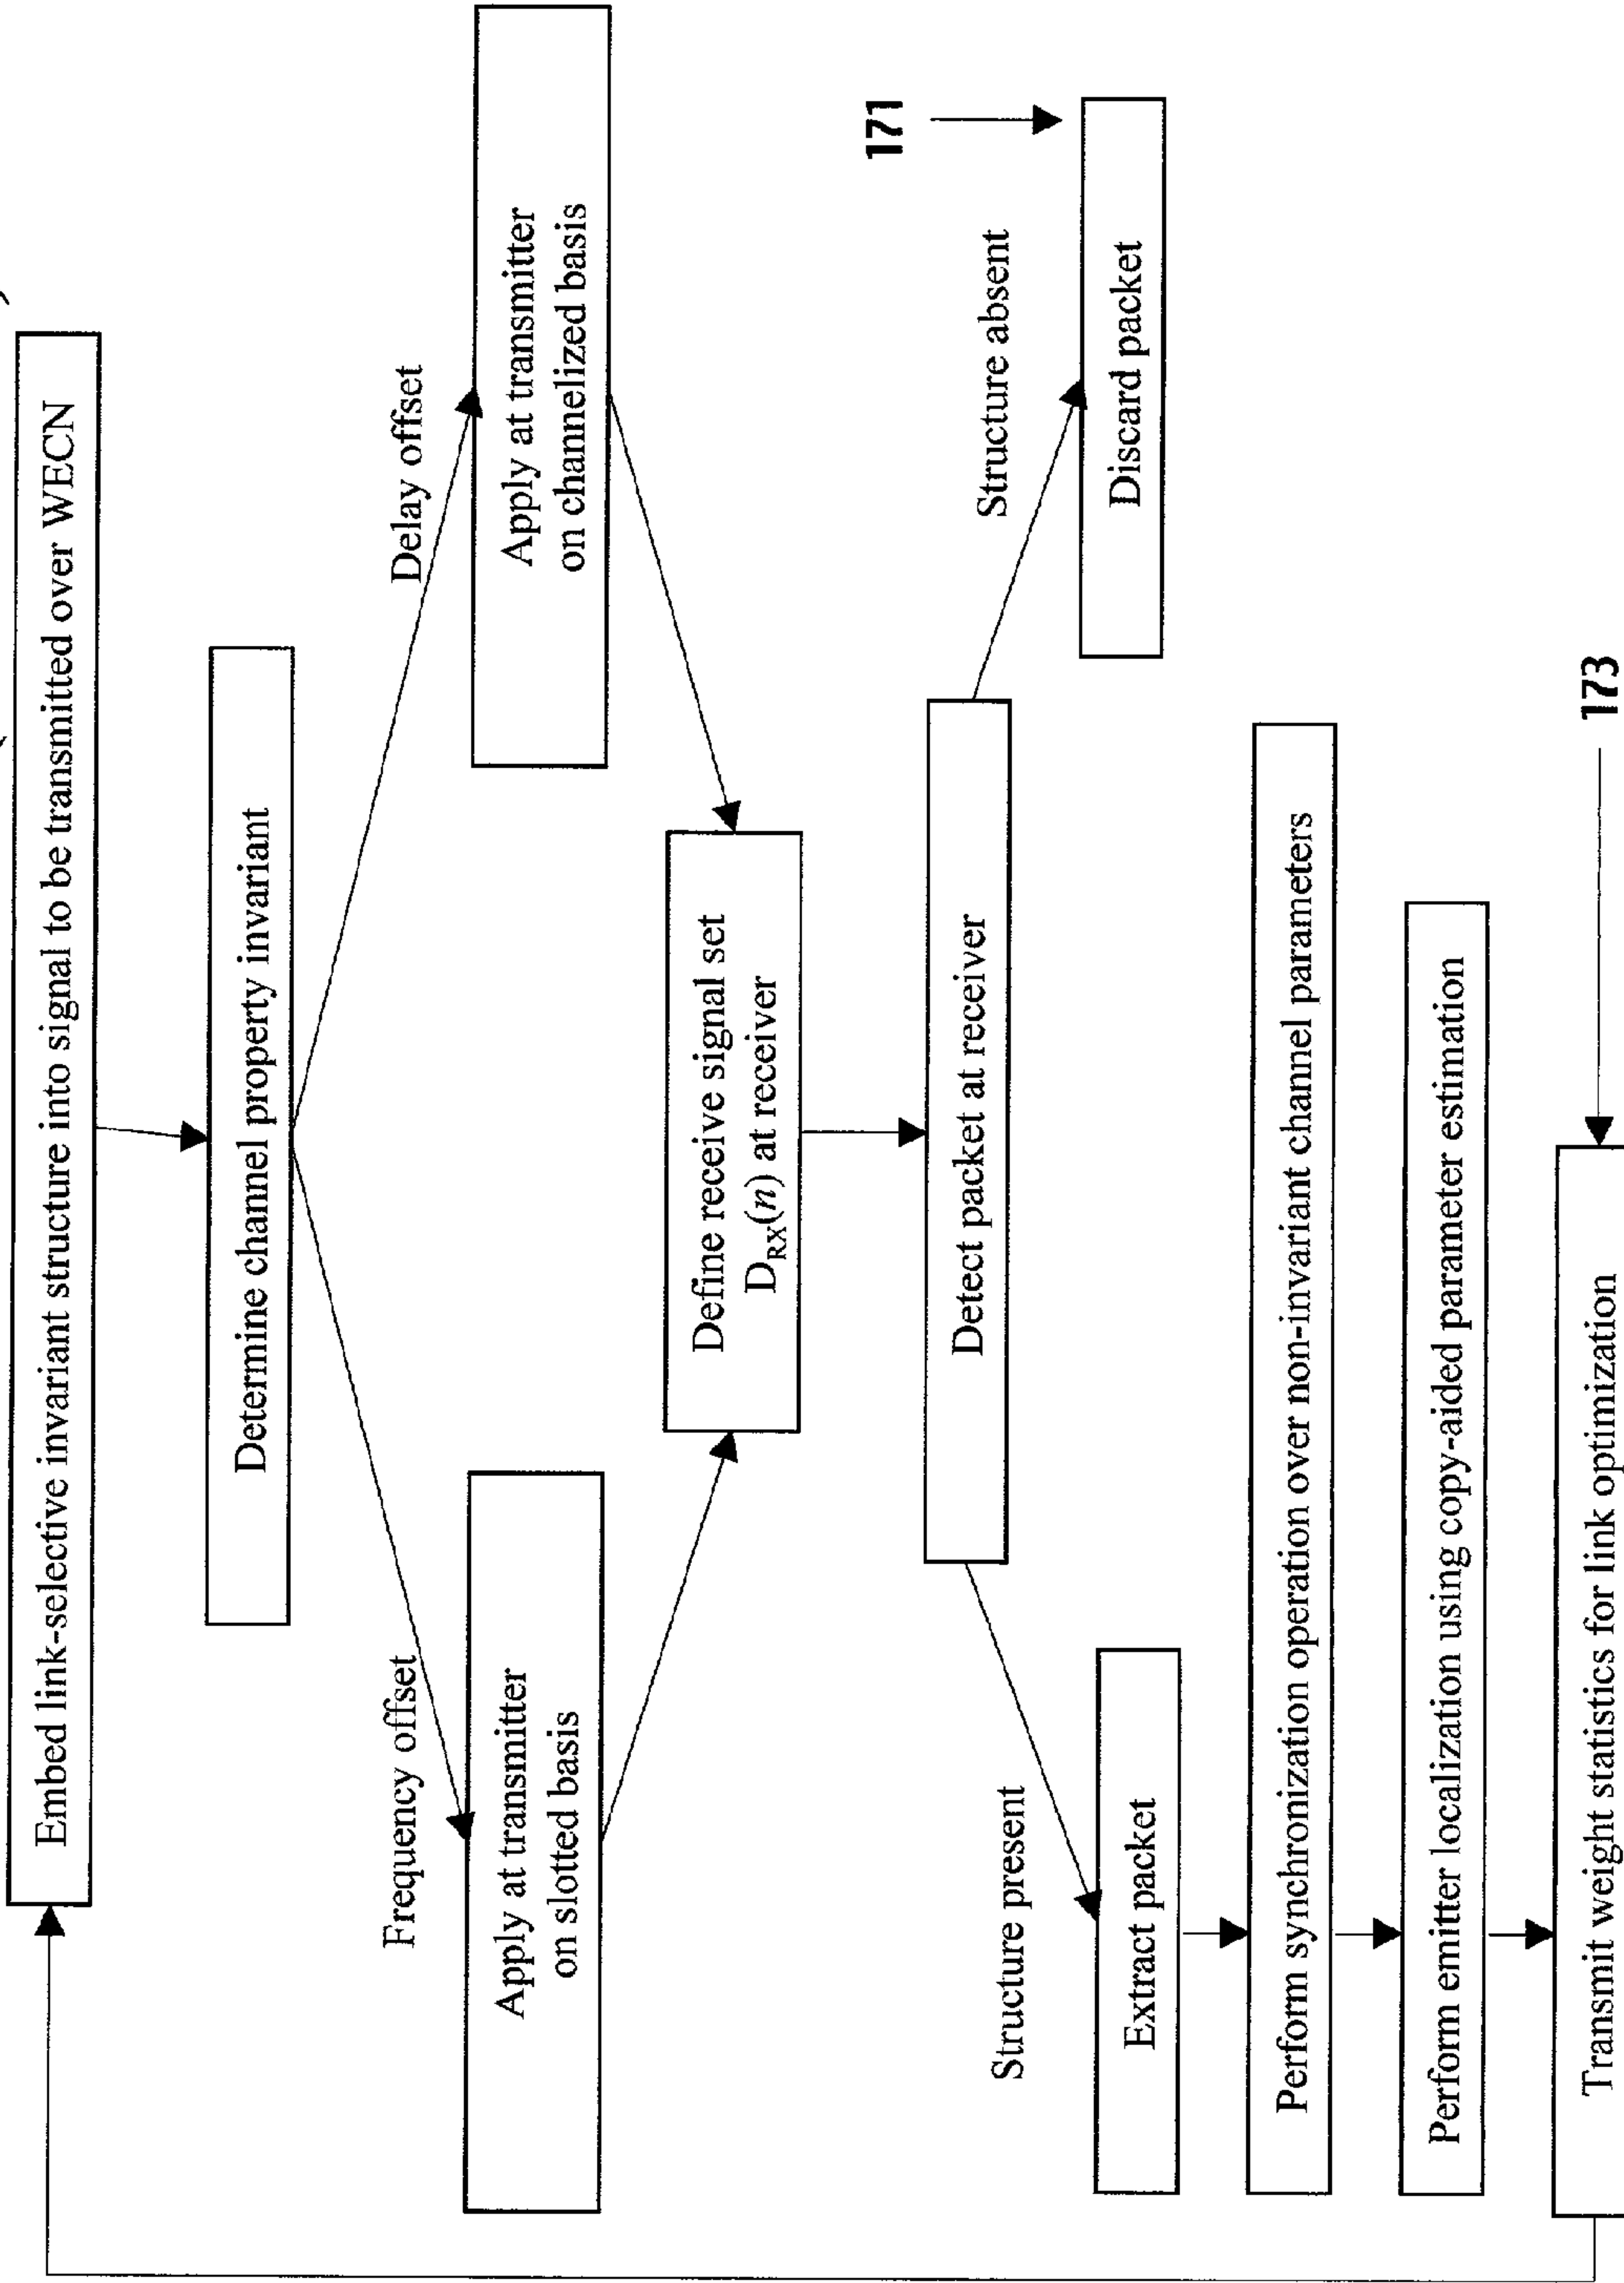 Embed link-selective invariant structure into signal to be transmitted over WECN
Determine channel property invariant
Frequency offset
Delay offset
Apply at transmitter
on slotted basis
Apply at transmitter
on channelized basis
Define receive signal set
D_RX(n) at receiver
Detect packet at receiver
Structure present
Structure absent
171
Extract packet
Discard packet
Perform synchronization operation over non-invariant channel parameters
Perform emitter localization using copy-aided parameter estimation
Transmit weight statistics for link optimization
173